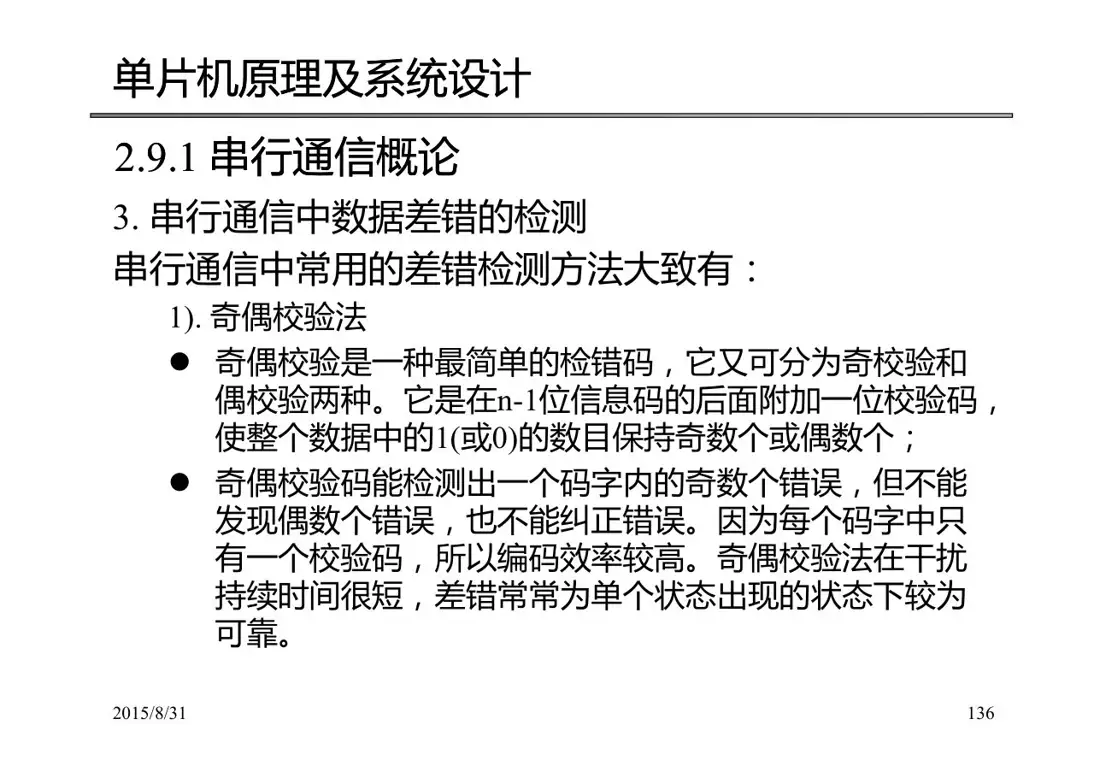 单片机原理及系统设计
2.9.1 串行通信概论
3. 串行通信中数据差错的检测
串行通信中常用的差错检测方法大致有：
1). 奇偶校验法
● 奇偶校验是一种最简单的检错码，它又可分为奇校验和
偶校验两种。它是在n-1位信息码的后面附加一位校验码，
使整个数据中的1(或0)的数目保持奇数个或偶数个；
● 奇偶校验码能检测出一个码字内的奇数个错误，但不能
发现偶数个错误，也不能纠正错误。因为每个码字中只
有一个校验码，所以编码效率较高。奇偶校验法在干扰
持续时间很短，差错常常为单个状态出现的状态下较为
可靠。
2015/8/31
136